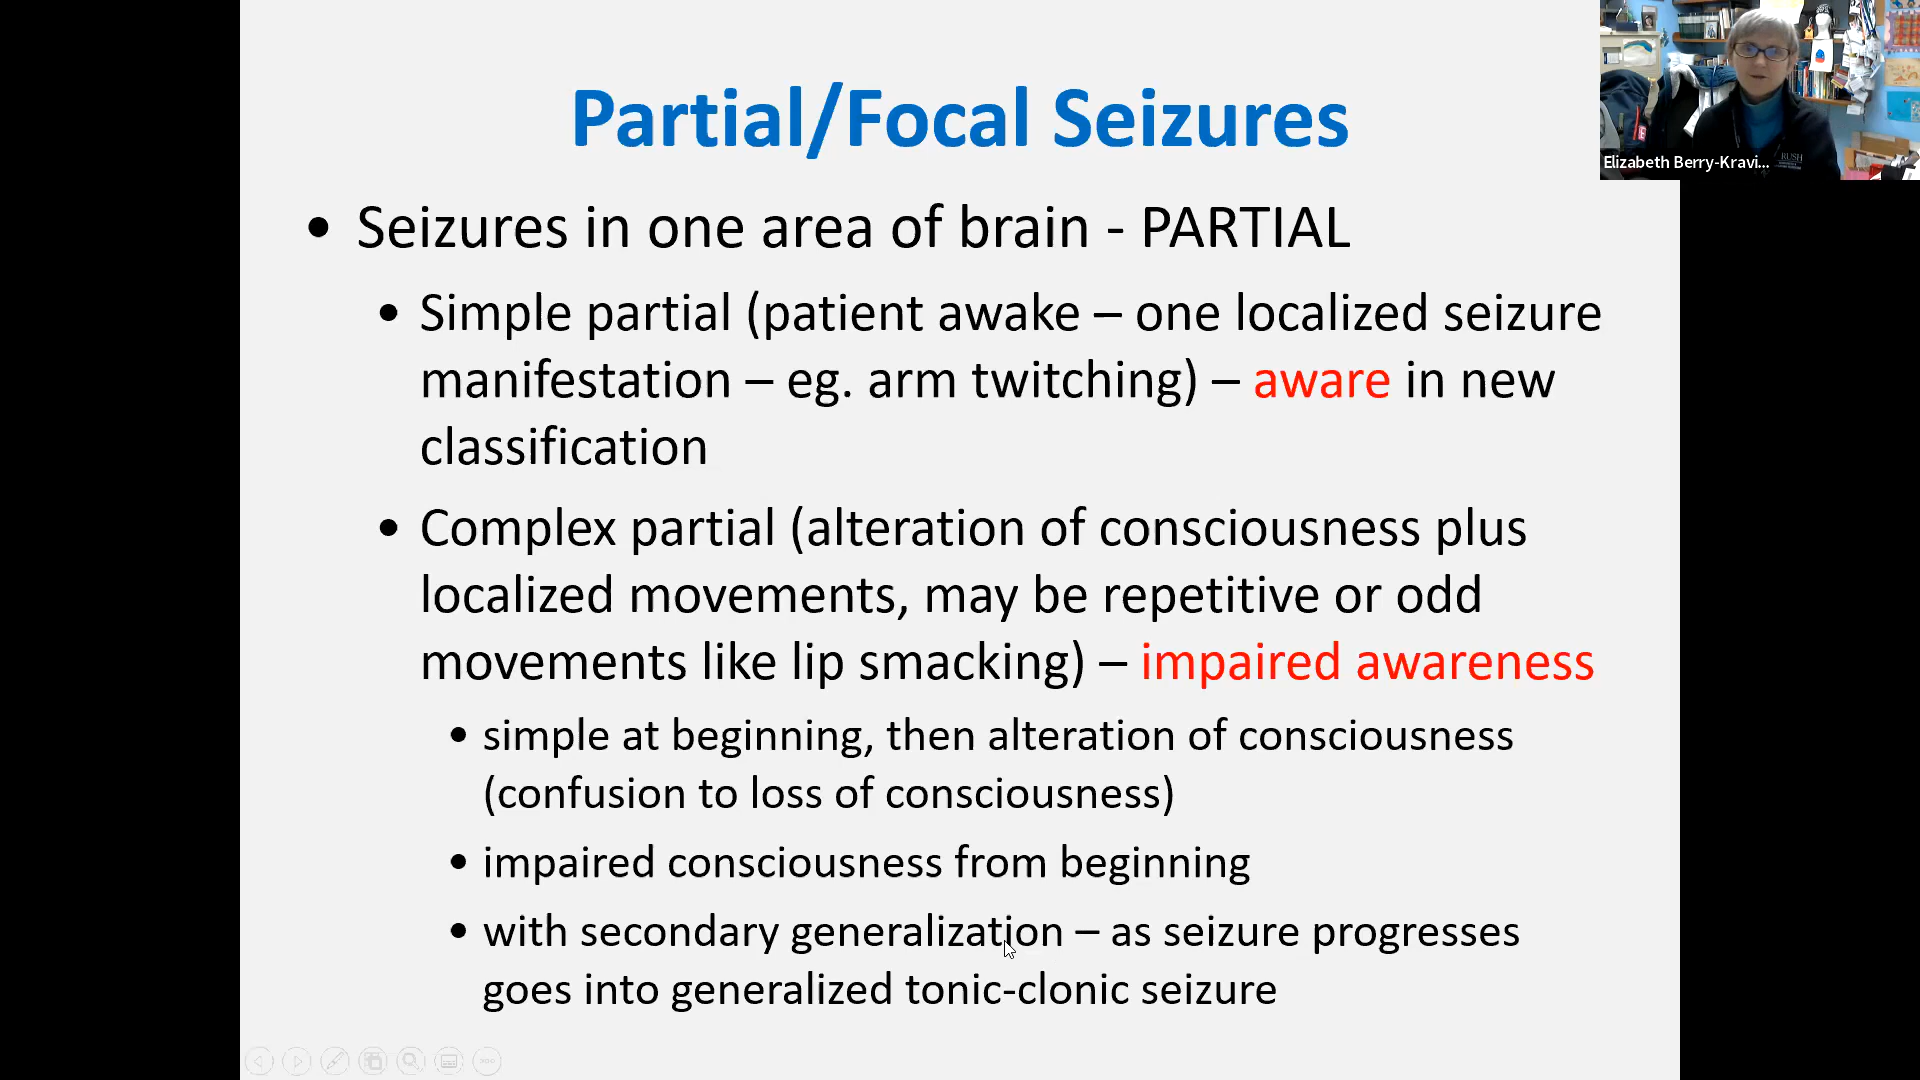 Partial/Focal Seizures
• Seizures in one area of brain - PARTIAL
• Simple partial (patient awake – one localized seizure
manifestation – eg. arm twitching) – aware in new
classification
• Complex partial (alteration of consciousness plus
localized movements, may be repetitive or odd
movements like lip smacking) – impaired awareness
• simple at beginning, then alteration of consciousness
(confusion to loss of consciousness)
• impaired consciousness from beginning
• with secondary generalization – as seizure progresses
goes into generalized tonic-clonic seizure
Elizabeth Berry-Kravi...
RUSH